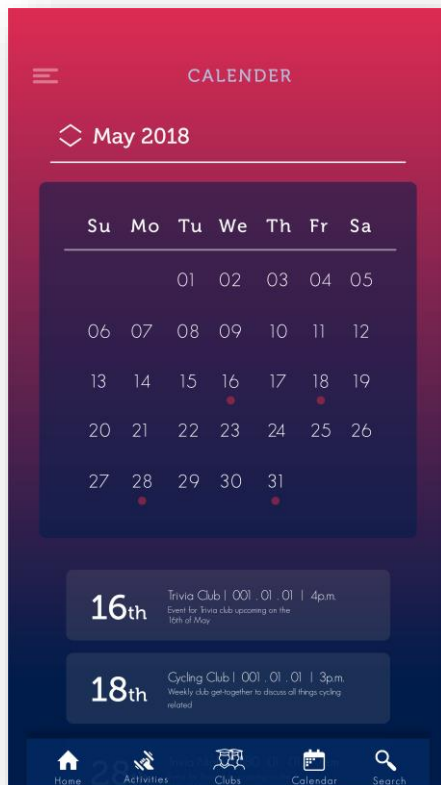 CALENDER
May 2018
Su Mo Tu We Th Fr Sa
01 02 03 04 05
06 07 08 09 10 11 12
13 14 15 16 17 18 19
20 21 22 23 24 25 26
27 28 29 30 31
16th
Trivia Club | 001 . 01 . 01 | 4p.m.
Event for Trivia club upcoming on the
16th of May
18th
Cycling Club | 001 . 01 . 01 | 3p.m.
Weekly club get-together to discuss all things cycling
related
28th
Home Activities Clubs Calendar Search